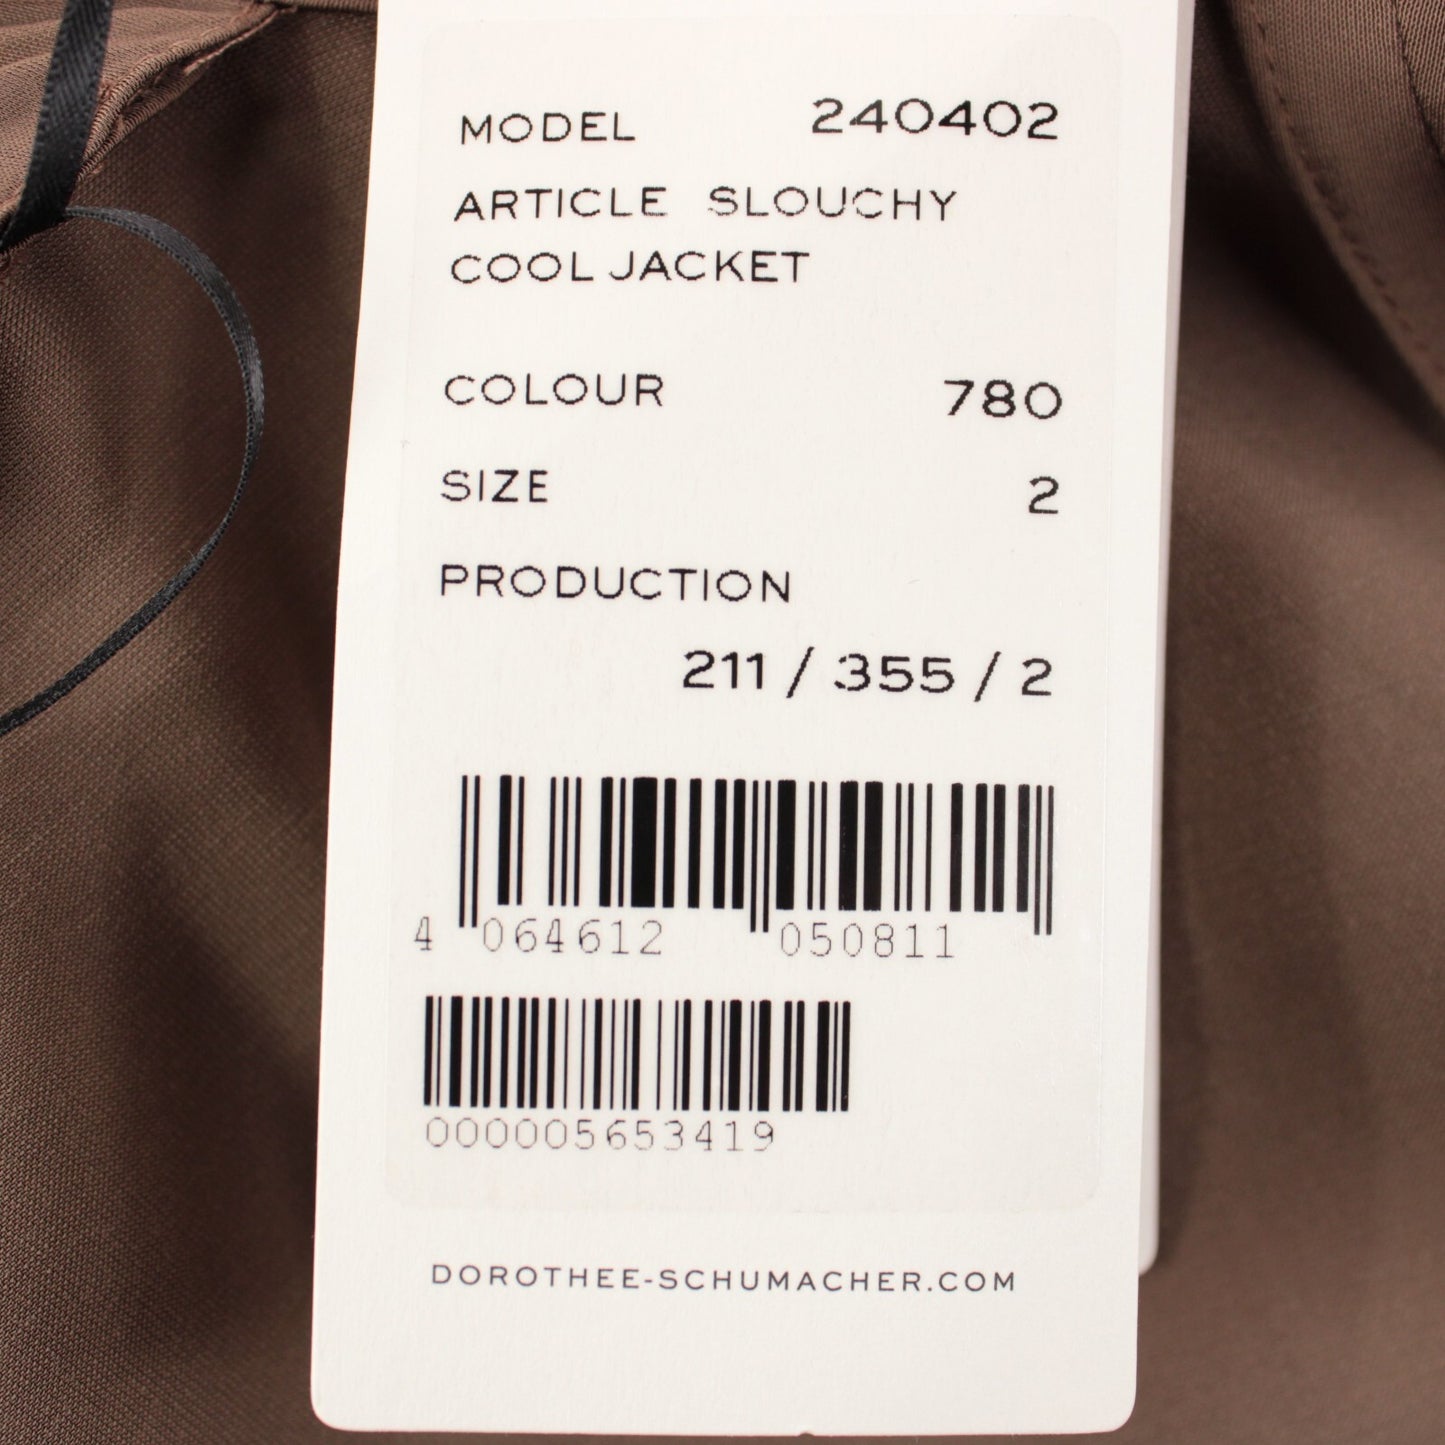 MODEL 240402
ARTICLE SLOUCHY
COOL JACKET
COLOUR 780
SIZE 2
PRODUCTION
211 / 355 / 2
4 064612 050811
000005653419
DOROTHEE-SCHUMACHER.COM